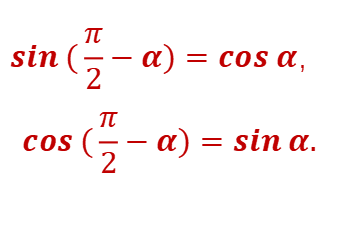 sin (π/2 − α) = cos α,
cos (π/2 − α) = sin α.